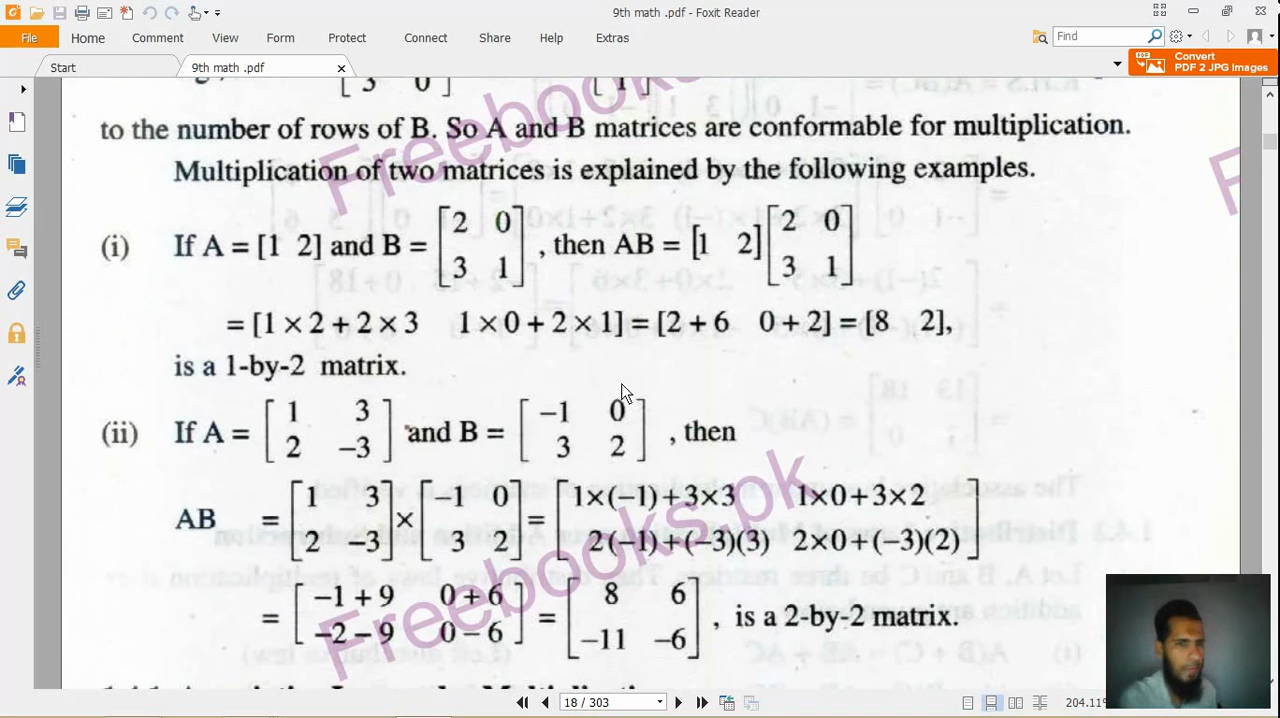 9th math .pdf - Foxit Reader
File Home Comment View Form Protect Connect Share Help Extras Find
Start 9th math .pdf Convert
PDF 2 JPG Images
3 0 1
to the number of rows of B. So A and B matrices are conformable for multiplication.
Multiplication of two matrices is explained by the following examples.
(i) If A = [1 2] and B = [2 0; 3 1], then AB = [1 2] [2 0; 3 1]
= [1×2+2×3 1×0+2×1] = [2+6 0+2] = [8 2],
is a 1-by-2 matrix.
(ii) If A = [1 3; 2 −3] and B = [−1 0; 3 2], then
AB = [1 3; 2 −3] × [−1 0; 3 2] = [1×(−1)+3×3 1×0+3×2; 2(−1)+(−3)(3) 2×0+(−3)(2)]
= [−1+9 0+6; −2−9 0−6] = [8 6; −11 −6], is a 2-by-2 matrix.
Freebooks.pk
18 / 303 204.11%